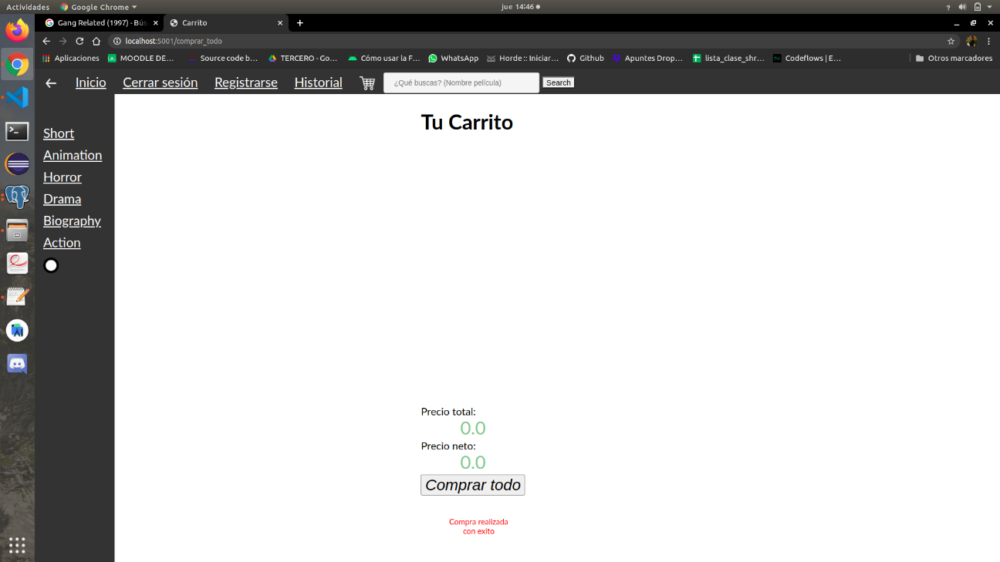 Actividades
Google Chrome
jue 14:46
Gang Related (1997) - Bús
Carrito
localhost:5001/comprar_todo
Aplicaciones
MOODLE DE...
Source code b...
TERCERO - Go...
Cómo usar la F...
WhatsApp
Horde :: Iniciar...
Github
Apuntes Drop...
lista_clase_shr...
Codeflows | E...
Otros marcadores
Inicio
Cerrar sesión
Registrarse
Historial
¿Qué buscas? (Nombre película)
Search
Short
Animation
Horror
Drama
Biography
Action
Tu Carrito
Precio total:
0.0
Precio neto:
0.0
Comprar todo
Compra realizada
con exito